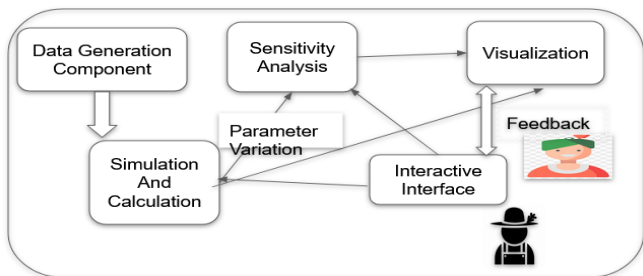 Data Generation
Component
Sensitivity
Analysis
Visualization
Parameter
Variation
Feedback
Simulation
And
Calculation
Interactive
Interface